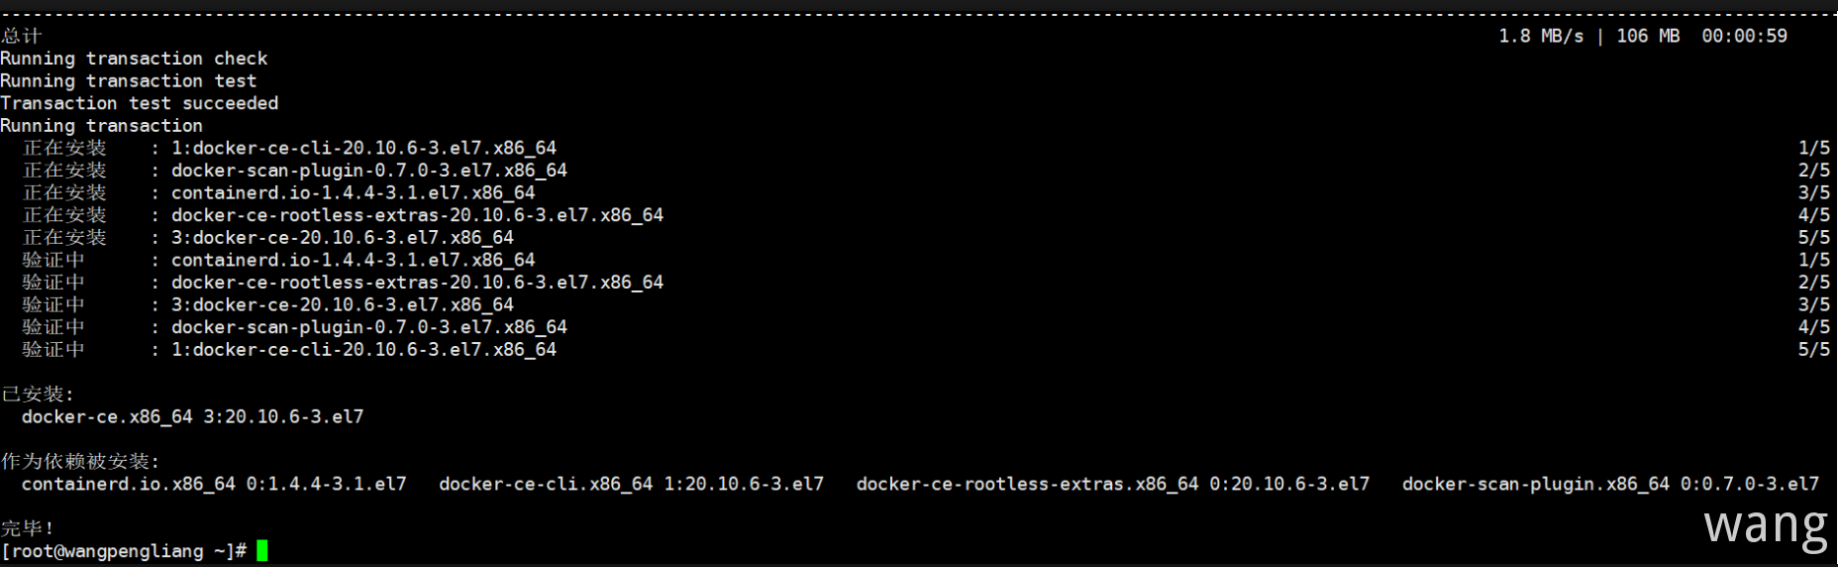 总计 1.8 MB/s | 106 MB 00:00:59
Running transaction check
Running transaction test
Transaction test succeeded
Running transaction
正在安装 : 1:docker-ce-cli-20.10.6-3.el7.x86_64 1/5
正在安装 : docker-scan-plugin-0.7.0-3.el7.x86_64 2/5
正在安装 : containerd.io-1.4.4-3.1.el7.x86_64 3/5
正在安装 : docker-ce-rootless-extras-20.10.6-3.el7.x86_64 4/5
正在安装 : 3:docker-ce-20.10.6-3.el7.x86_64 5/5
验证中 : containerd.io-1.4.4-3.1.el7.x86_64 1/5
验证中 : docker-ce-rootless-extras-20.10.6-3.el7.x86_64 2/5
验证中 : 3:docker-ce-20.10.6-3.el7.x86_64 3/5
验证中 : docker-scan-plugin-0.7.0-3.el7.x86_64 4/5
验证中 : 1:docker-ce-cli-20.10.6-3.el7.x86_64 5/5
已安装:
docker-ce.x86_64 3:20.10.6-3.el7
作为依赖被安装:
containerd.io.x86_64 0:1.4.4-3.1.el7 docker-ce-cli.x86_64 1:20.10.6-3.el7 docker-ce-rootless-extras.x86_64 0:20.10.6-3.el7 docker-scan-plugin.x86_64 0:0.7.0-3.el7
完毕!
[root@wangpengliang ~]#
wang